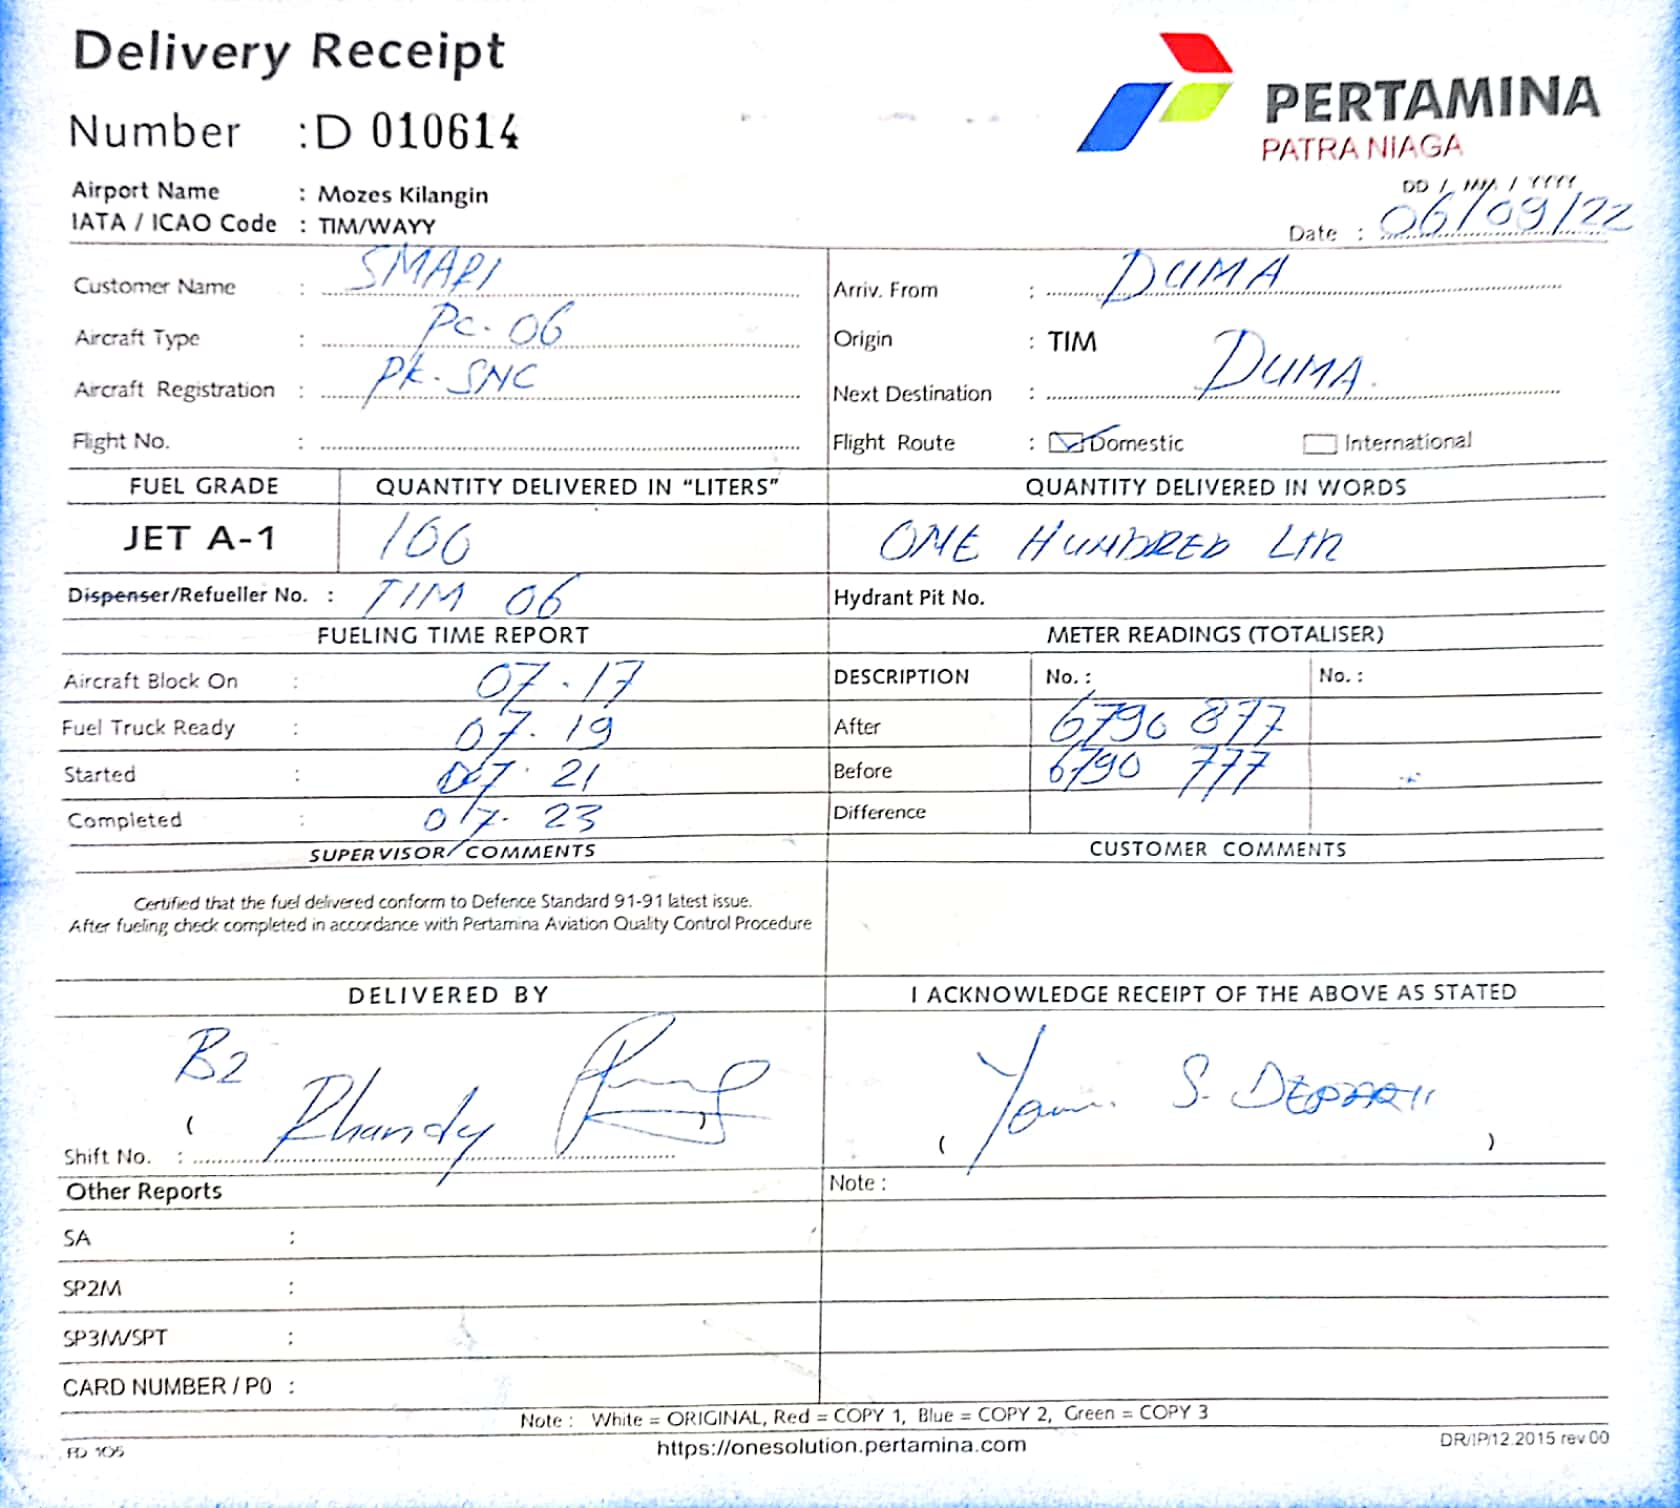 Delivery Receipt
Number : D 010614
PERTAMINA
PATRA NIAGA
Airport Name : Mozes Kilangin
IATA / ICAO Code : TIM/WAYY
DD / MM / YYYY
Date : 06/09/22
Customer Name : SMAPI
Arriv. From : DUMA
Aircraft Type : PC-06
Origin : TIM
Aircraft Registration : PK-SNC
Next Destination : DUMA.
Flight No. :
Flight Route : Domestic International
FUEL GRADE QUANTITY DELIVERED IN “LITERS” QUANTITY DELIVERED IN WORDS
JET A-1 100 ONE HUNDRED LTR
Dispenser/Refueller No. : TIM 06 Hydrant Pit No.
FUELING TIME REPORT METER READINGS (TOTALISER)
Aircraft Block On : 07.17 DESCRIPTION No. : No. :
Fuel Truck Ready : 07.19 After 6790 877
Started : 07.21 Before 6790 777
Completed : 07.23 Difference
SUPERVISOR COMMENTS CUSTOMER COMMENTS
Certified that the fuel delivered conform to Defence Standard 91-91 latest issue.
After fueling check completed in accordance with Pertamina Aviation Quality Control Procedure
DELIVERED BY I ACKNOWLEDGE RECEIPT OF THE ABOVE AS STATED
B2
( Rhandy ) ( S. )
Shift No. :
Other Reports Note :
SA :
SP2M :
SP3M/SPT :
CARD NUMBER / P0 :
Note : White = ORIGINAL, Red = COPY 1, Blue = COPY 2, Green = COPY 3
https://onesolution.pertamina.com
FD 105
DR/IP/12.2015 rev 00